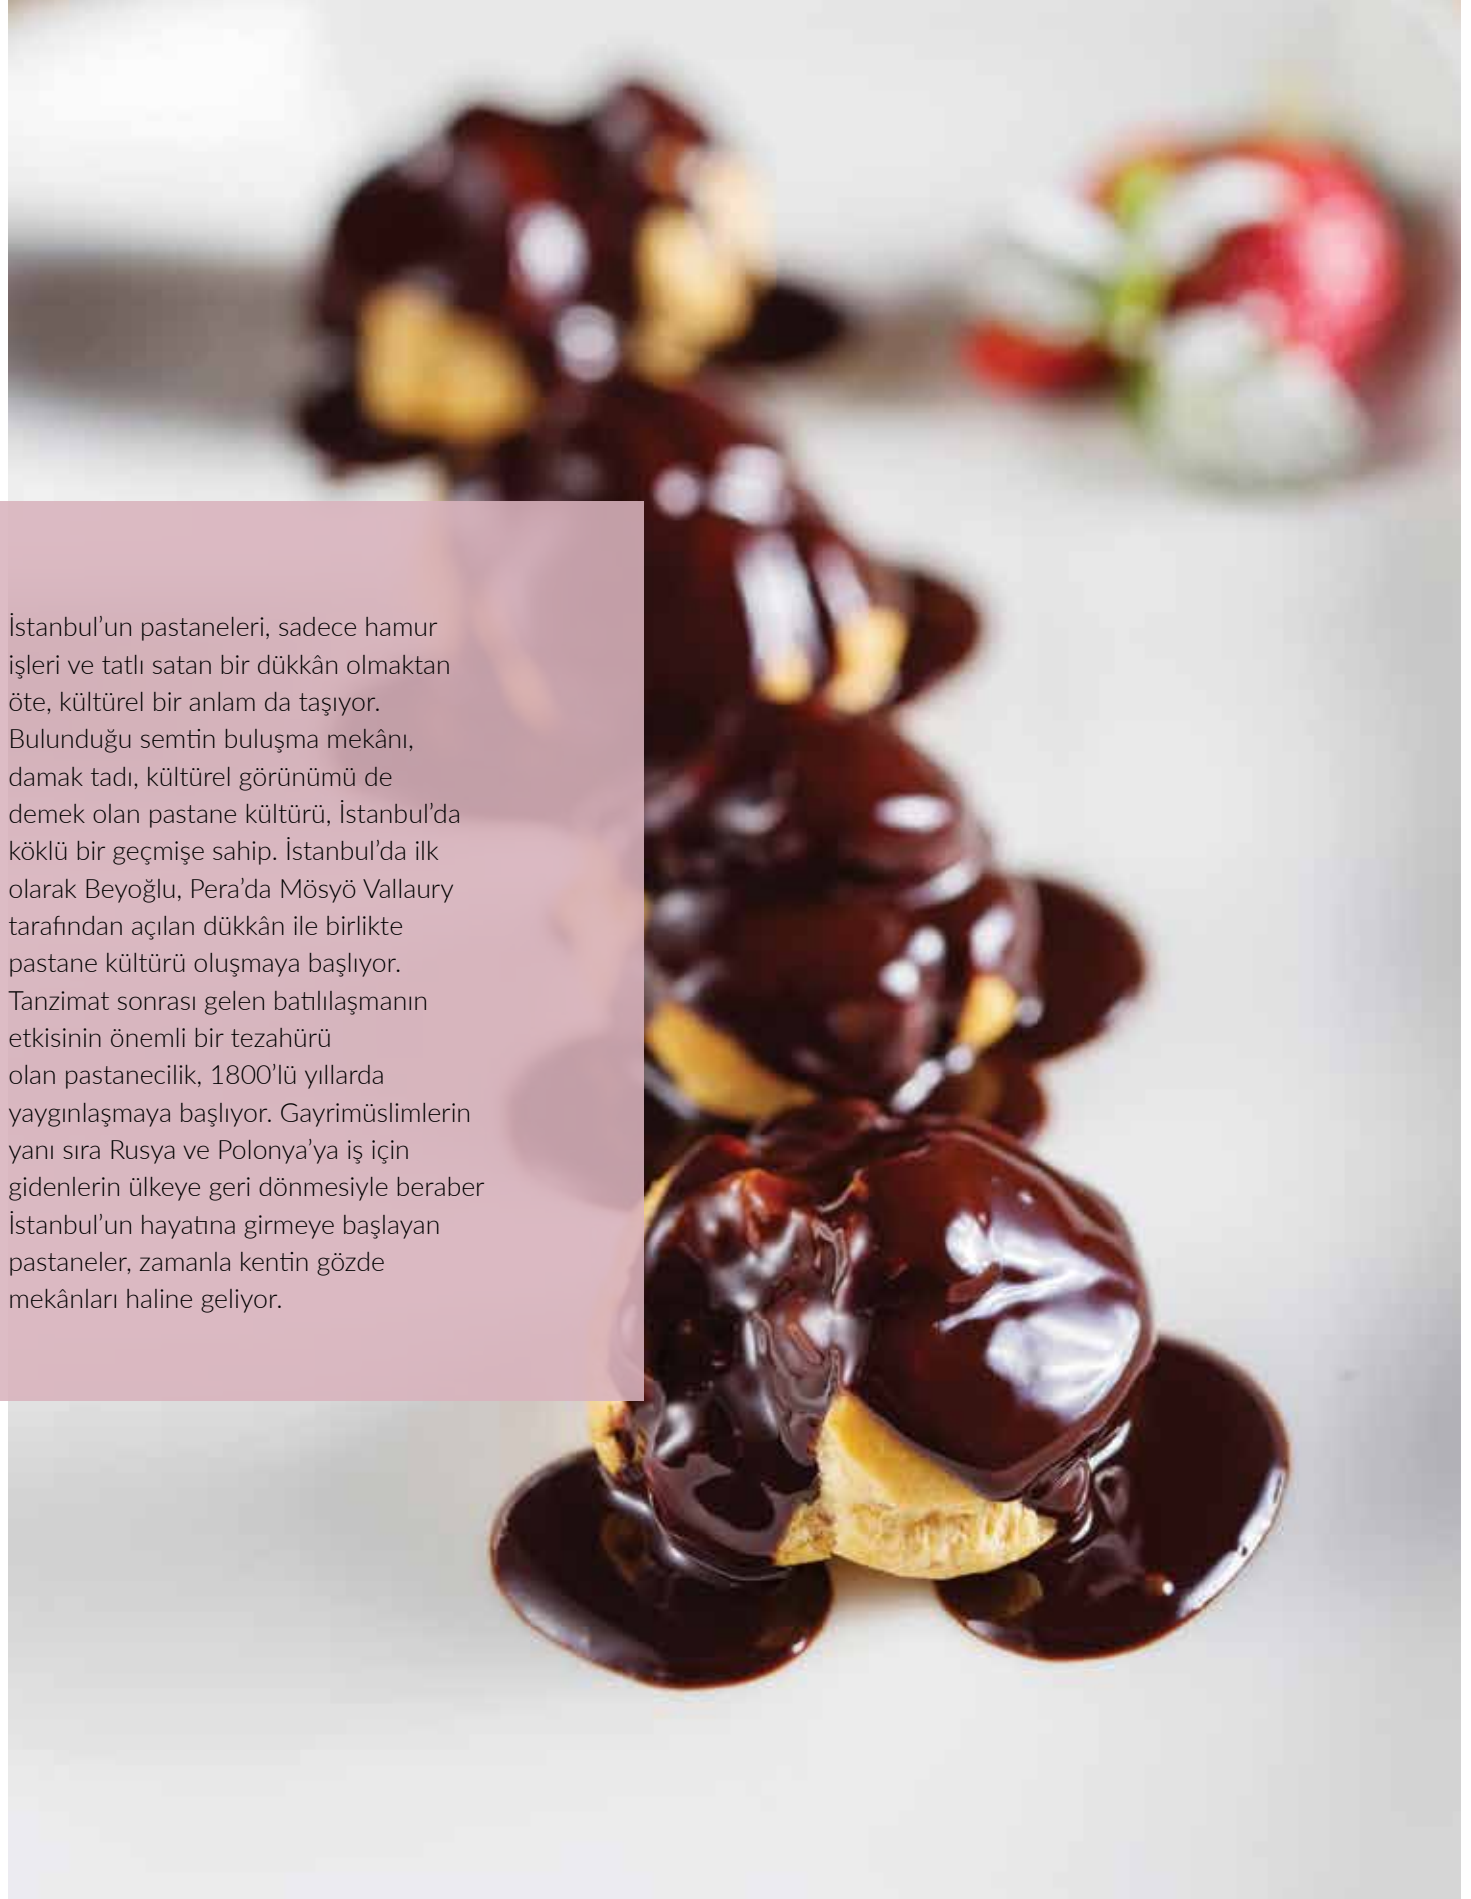 İstanbul’un pastaneleri, sadece hamur
işleri ve tatlı satan bir dükkân olmaktan
öte, kültürel bir anlam da taşıyor.
Bulunduğu semtin buluşma mekânı,
damak tadı, kültürel görünümü de
demek olan pastane kültürü, İstanbul’da
köklü bir geçmişe sahip. İstanbul’da ilk
olarak Beyoğlu, Pera’da Mösyö Vallaury
tarafından açılan dükkân ile birlikte
pastane kültürü oluşmaya başlıyor.
Tanzimat sonrası gelen batılılaşmanın
etkisinin önemli bir tezahürü
olan pastanecilik, 1800’lü yıllarda
yaygınlaşmaya başlıyor. Gayrimüslimlerin
yanı sıra Rusya ve Polonya’ya iş için
gidenlerin ülkeye geri dönmesiyle beraber
İstanbul’un hayatına girmeye başlayan
pastaneler, zamanla kentin gözde
mekânları haline geliyor.